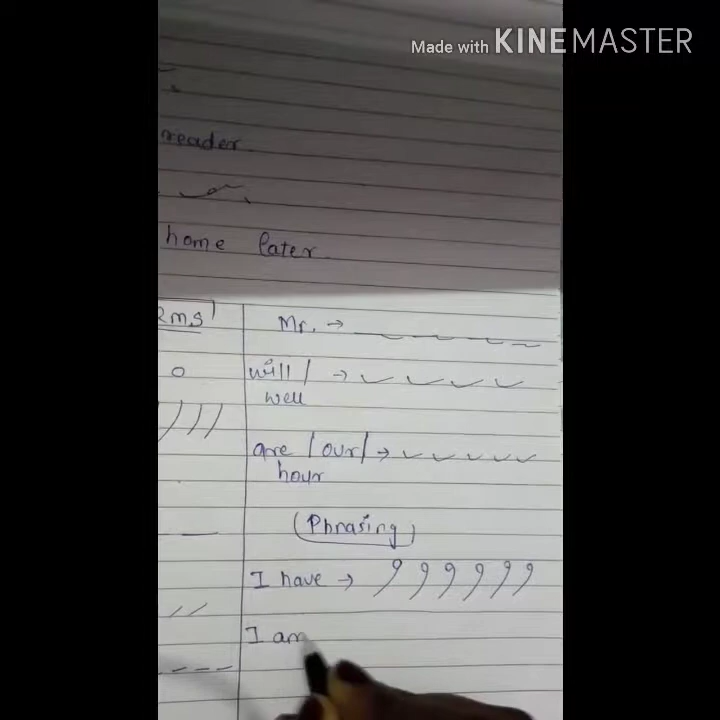 Made with KINEMASTER
reader.
home later.
Mr. →
will / →
well
are / our / →
hour
(Phrasing)
I have →
I am